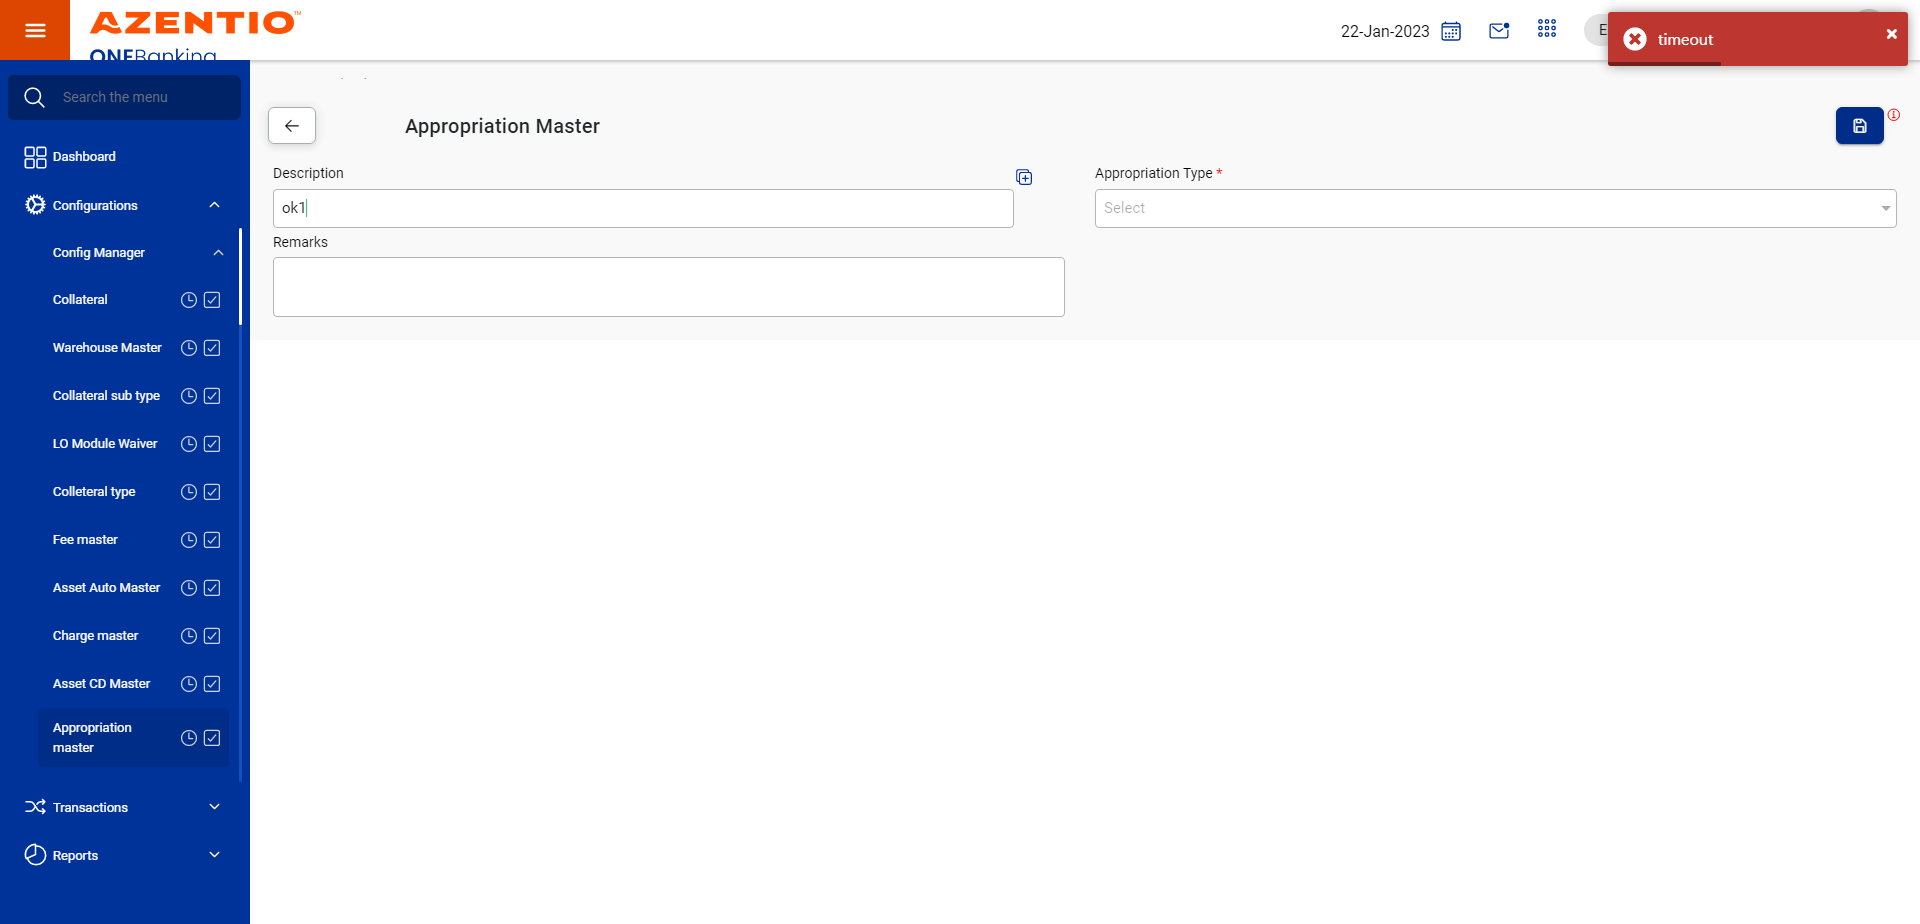 AZENTIO™
ONEBanking
22-Jan-2023
timeout
Search the menu
Dashboard
Configurations
Config Manager
Collateral
Warehouse Master
Collateral sub type
LO Module Waiver
Colleteral type
Fee master
Asset Auto Master
Charge master
Asset CD Master
Appropriation
master
Transactions
Reports
Appropriation Master
Description
ok1
Appropriation Type *
Select
Remarks